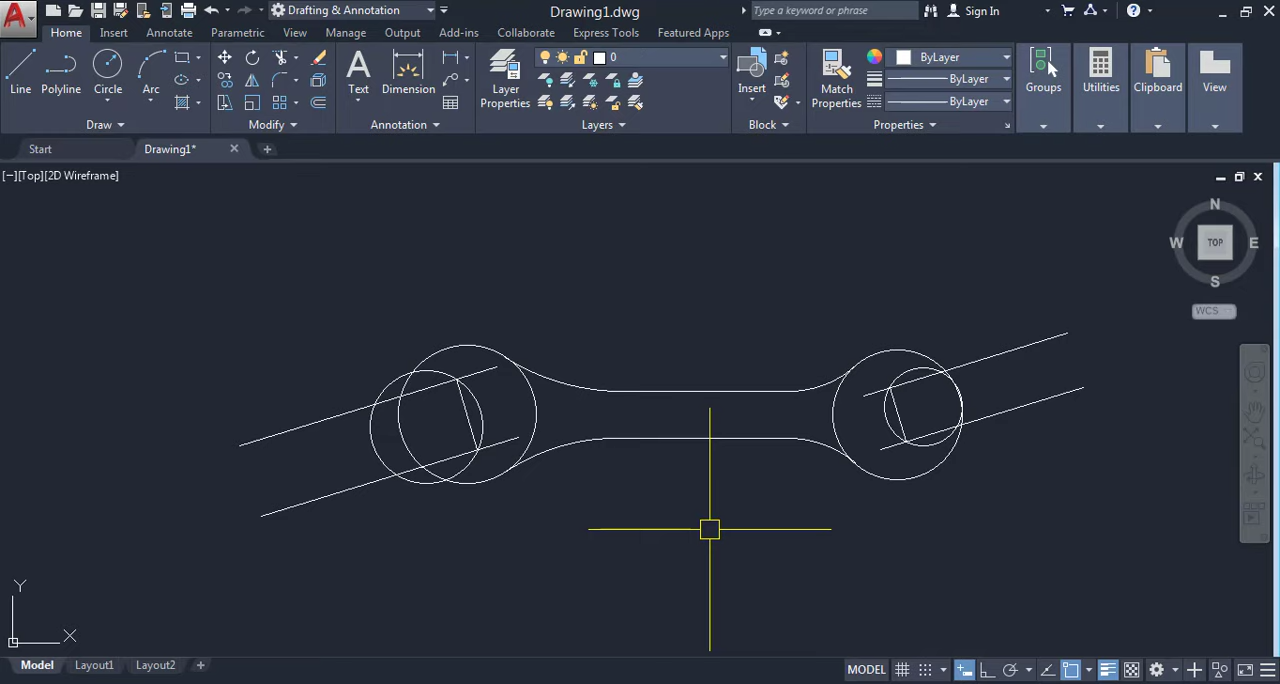 Drafting & Annotation
Drawing1.dwg
Type a keyword or phrase
Sign In
Home
Insert
Annotate
Parametric
View
Manage
Output
Add-ins
Collaborate
Express Tools
Featured Apps
A
Line
Polyline
Circle
Arc
Draw
Modify
A
Text
Dimension
Annotation
Layer
Properties
0
Layers
Insert
Block
Match
Properties
ByLayer
ByLayer
ByLayer
Properties
Groups
Utilities
Clipboard
View
Start
Drawing1*
[−][Top][2D Wireframe]
N
W
TOP
E
S
WCS
Y
X
Model
Layout1
Layout2
MODEL